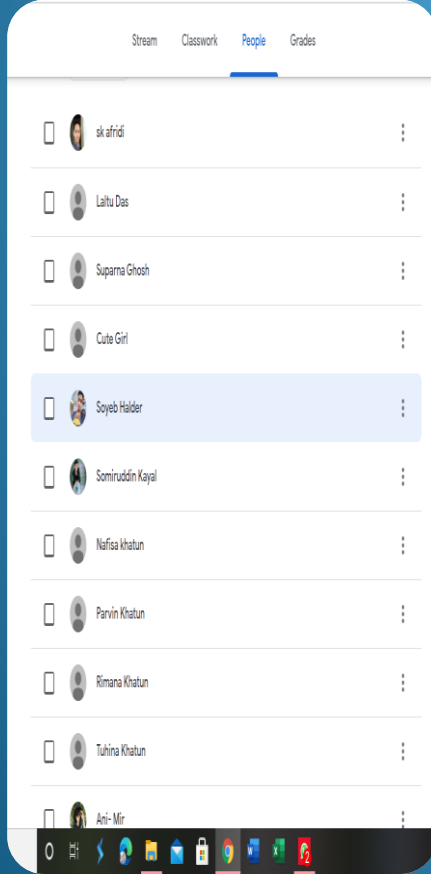 Stream Classwork People Grades
sk afridi
Laltu Das
Suparna Ghosh
Cute Girl
Soyeb Halder
Somiruddin Kayal
Nafisa khatun
Parvin Khatun
Rimana Khatun
Tuhina Khatun
Ani- Mir